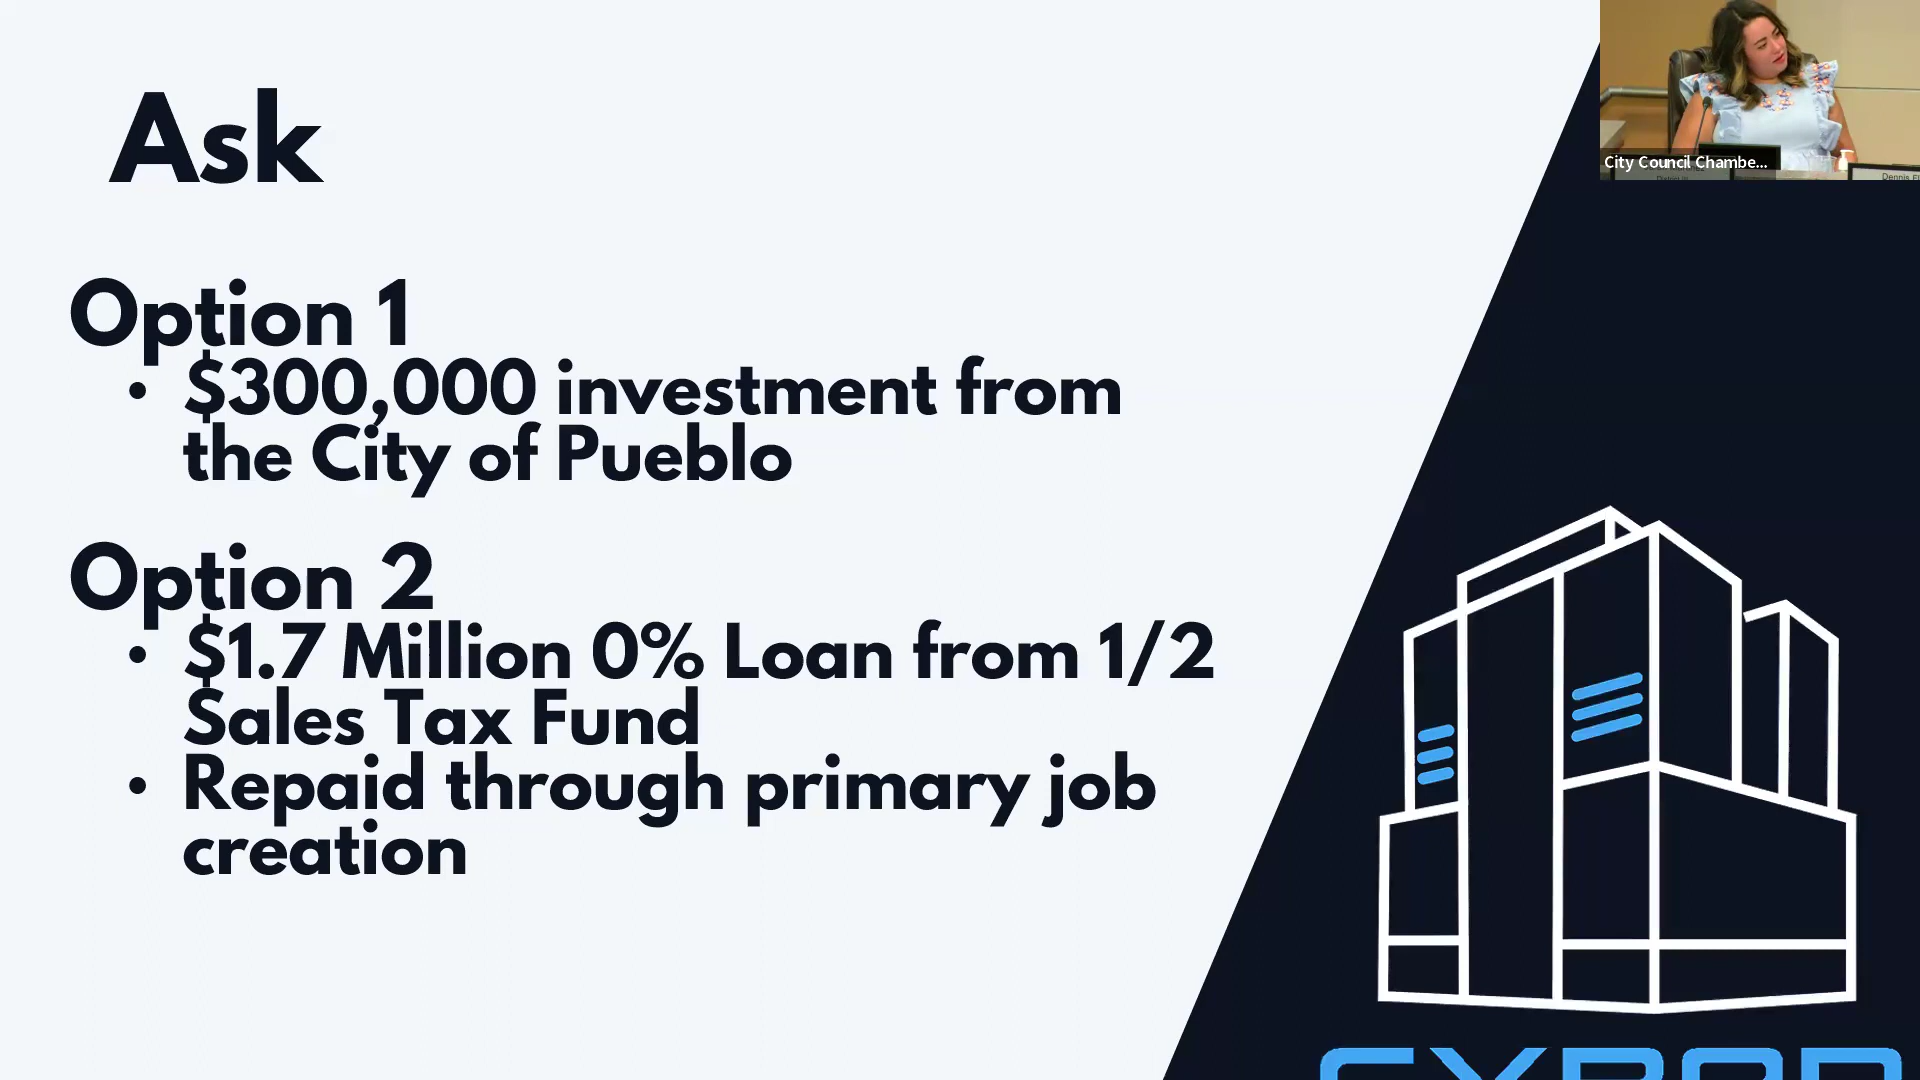 Ask
Option 1
• $300,000 investment from
the City of Pueblo
Option 2
• $1.7 Million 0% Loan from 1/2
Sales Tax Fund
• Repaid through primary job
creation
City Council Chambe...
Dennis